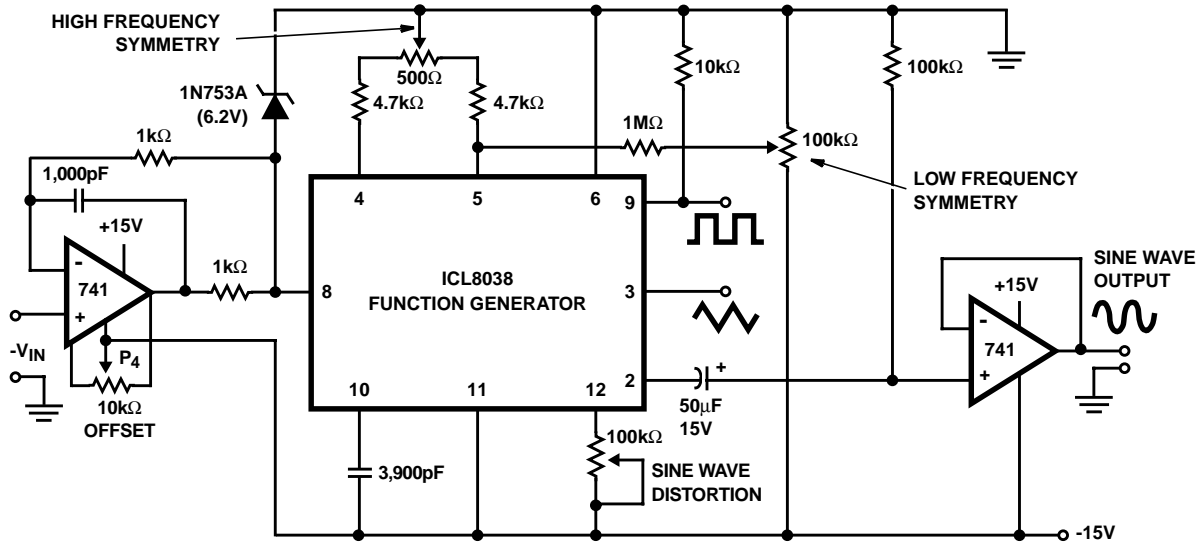 HIGH FREQUENCY
SYMMETRY
500Ω
1N753A
(6.2V)
4.7kΩ
4.7kΩ
10kΩ
100kΩ
1kΩ
1MΩ
100kΩ
1,000pF
LOW FREQUENCY
SYMMETRY
4
5
6
9
+15V
-
741
+
1kΩ
8
ICL8038
FUNCTION GENERATOR
3
SINE WAVE
OUTPUT
+15V
-
741
+
-VIN
P4
10kΩ
OFFSET
10
11
12
2
+
50μF
15V
100kΩ
3,900pF
SINE WAVE
DISTORTION
-15V